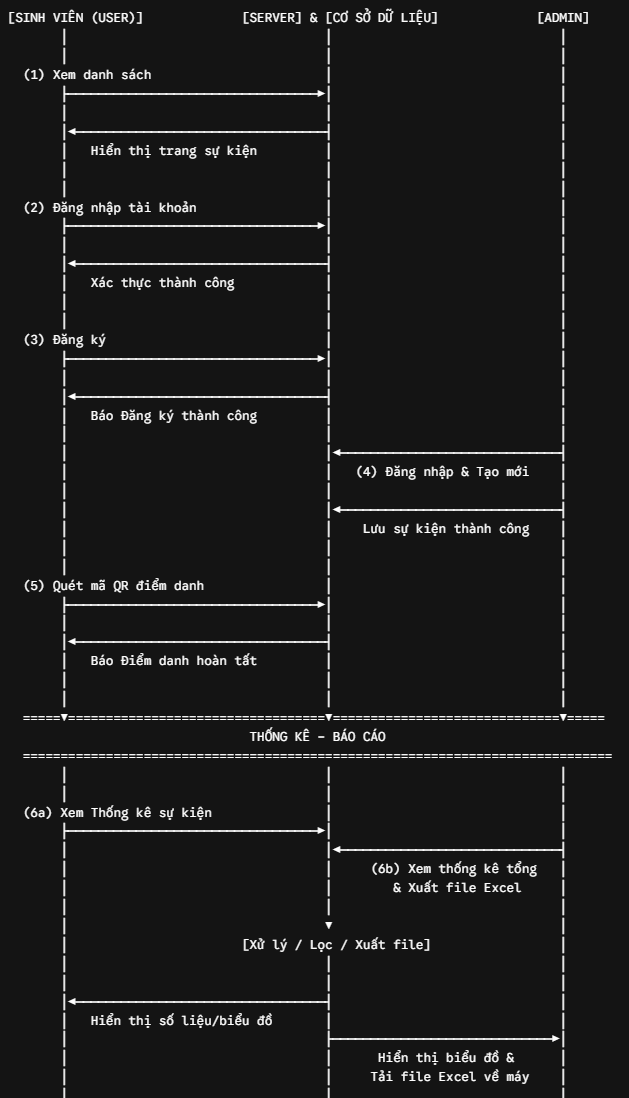 [SINH VIÊN (USER)] [SERVER] & [CƠ SỞ DỮ LIỆU] [ADMIN]
(1) Xem danh sách
Hiển thị trang sự kiện
(2) Đăng nhập tài khoản
Xác thực thành công
(3) Đăng ký
Báo Đăng ký thành công
(4) Đăng nhập & Tạo mới
Lưu sự kiện thành công
(5) Quét mã QR điểm danh
Báo Điểm danh hoàn tất
THỐNG KÊ – BÁO CÁO
(6a) Xem Thống kê sự kiện
(6b) Xem thống kê tổng
& Xuất file Excel
[Xử lý / Lọc / Xuất file]
Hiển thị số liệu/biểu đồ
Hiển thị biểu đồ &
Tải file Excel về máy